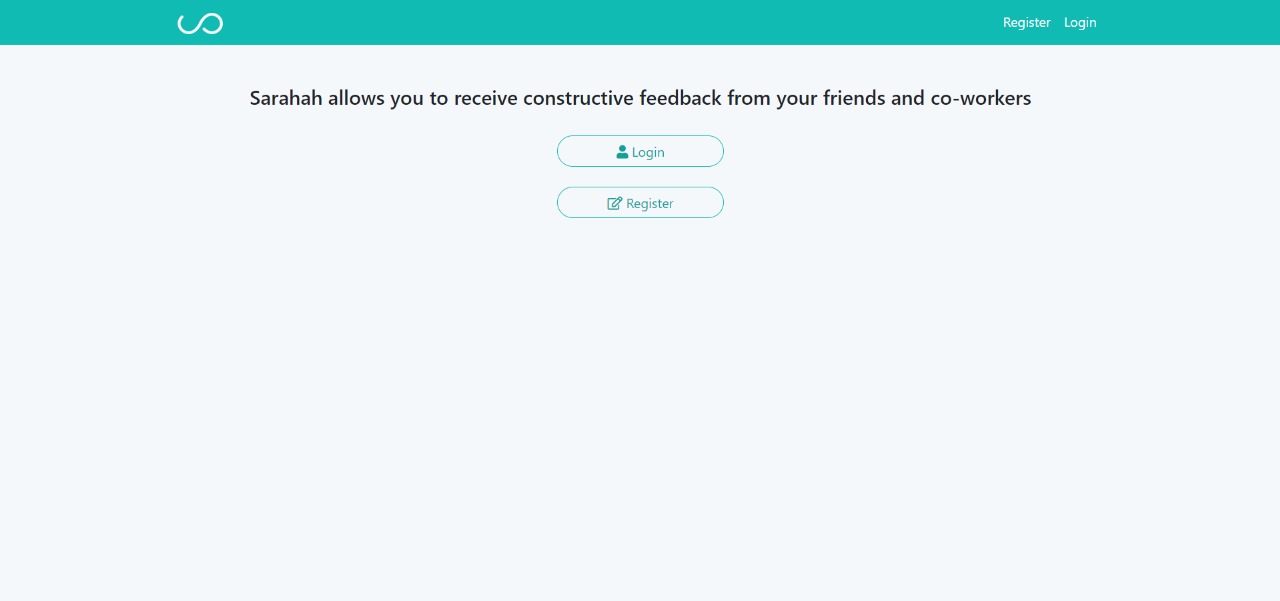 Register Login
Sarahah allows you to receive constructive feedback from your friends and co-workers
Login
Register